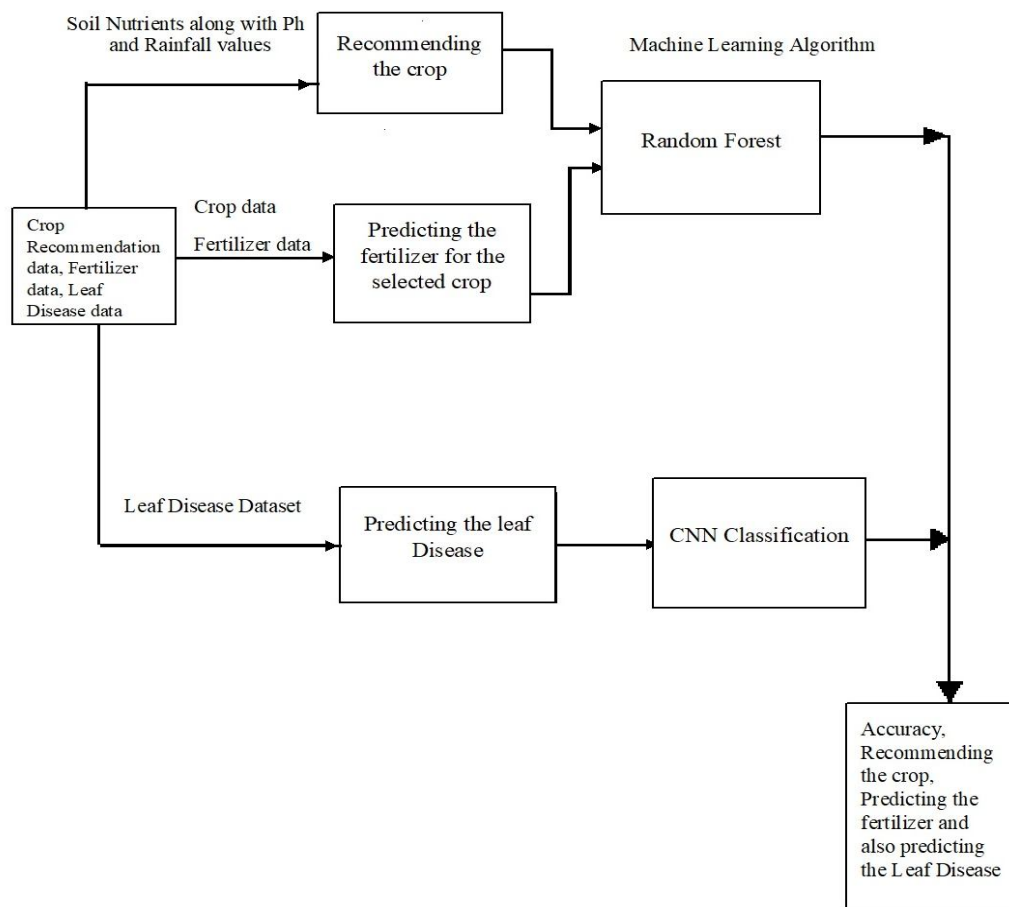 Soil Nutrients along with Ph
and Rainfall values
Recommending
the crop
Machine Learning Algorithm
Random Forest
Crop
Recommendation
data, Fertilizer
data, Leaf
Disease data
Crop data
Fertilizer data
Predicting the
fertilizer for the
selected crop
Leaf Disease Dataset
Predicting the leaf
Disease
CNN Classification
Accuracy,
Recommending
the crop,
Predicting the
fertilizer and
also predicting
the Leaf Disease